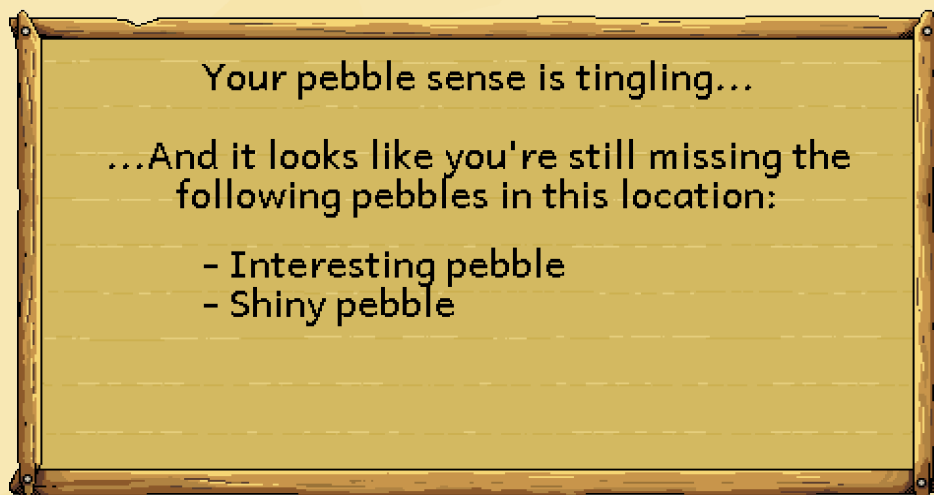 Your pebble sense is tingling...
...And it looks like you're still missing the
following pebbles in this location:
- Interesting pebble
- Shiny pebble